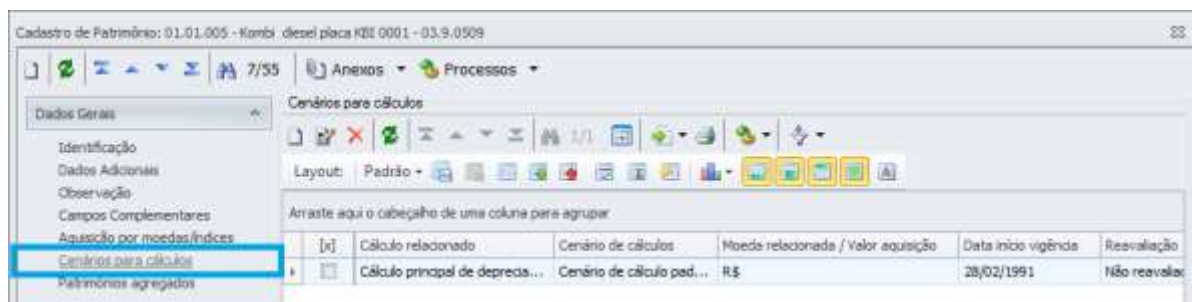 Cadastro de Patrimônio: 01.01.005 - Kombi diesel placa KBI 0001 - 03.9.0509
7/55 Anexos Processos
Dados Gerais
Identificação
Dados Adicionais
Observação
Campos Complementares
Aquisição por moedas/índices
Cenários para cálculos
Patrimônios agregados
Cenários para cálculos
1/1
Layout: Padrão
Arraste aqui o cabeçalho de uma coluna para agrupar
[x] Cálculo relacionado Cenário de cálculos Moeda relacionada / Valor aquisição Data início vigência Reavaliação
Cálculo principal de deprecia... Cenário de cálculo pad... R$ 28/02/1991 Não reavaliac